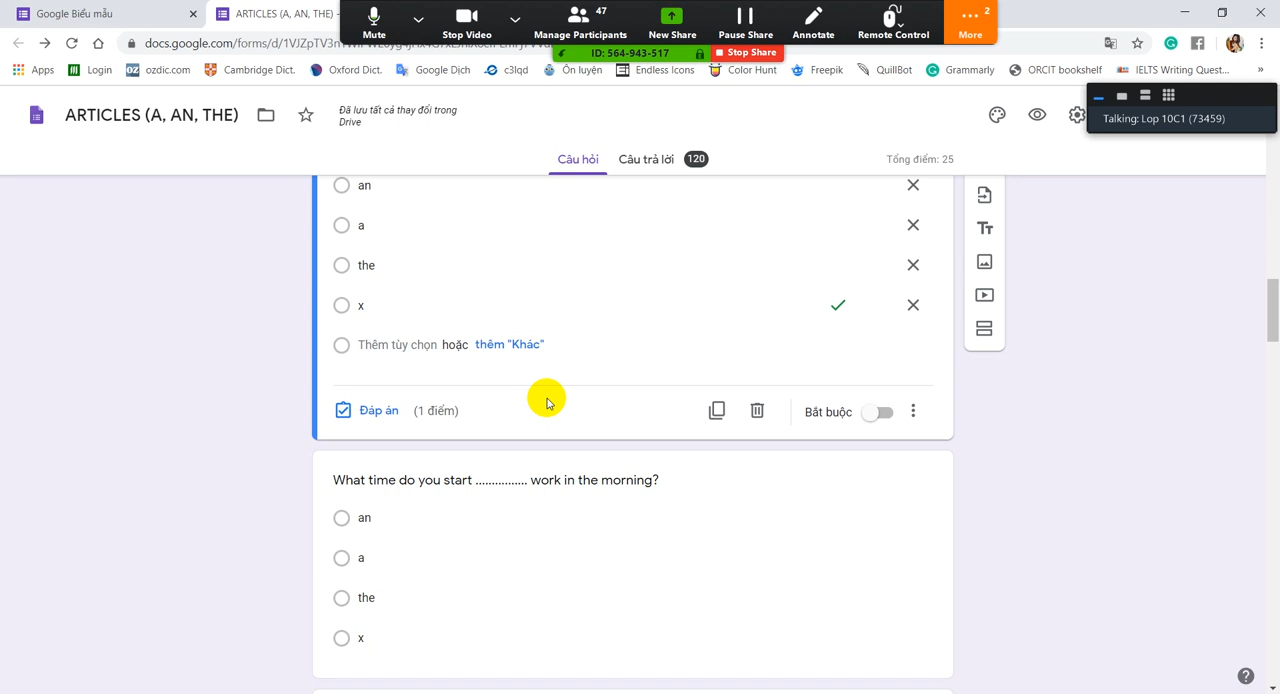 Google Biểu mẫu
ARTICLES (A, AN, THE) -
Mute
Stop Video
47
Manage Participants
New Share
Pause Share
Annotate
Remote Control
2
More
ID: 564-943-517
Stop Share
docs.google.com/forms/d/
Apps
Login
OZ
ozdic.com
Cambridge Dict.
Oxford Dict.
Google Dịch
c3lqd
Ôn luyện
Endless Icons
Color Hunt
Freepik
QuillBot
Grammarly
ORCIT bookshelf
IELTS Writing Quest...
»
ARTICLES (A, AN, THE)
Đã lưu tất cả thay đổi trong
Drive
Talking: Lop 10C1 (73459)
Câu hỏi
Câu trả lời 120
Tổng điểm: 25
an
a
the
x
Thêm tùy chọn hoặc thêm "Khác"
Đáp án (1 điểm)
Bắt buộc
What time do you start ............... work in the morning?
an
a
the
x